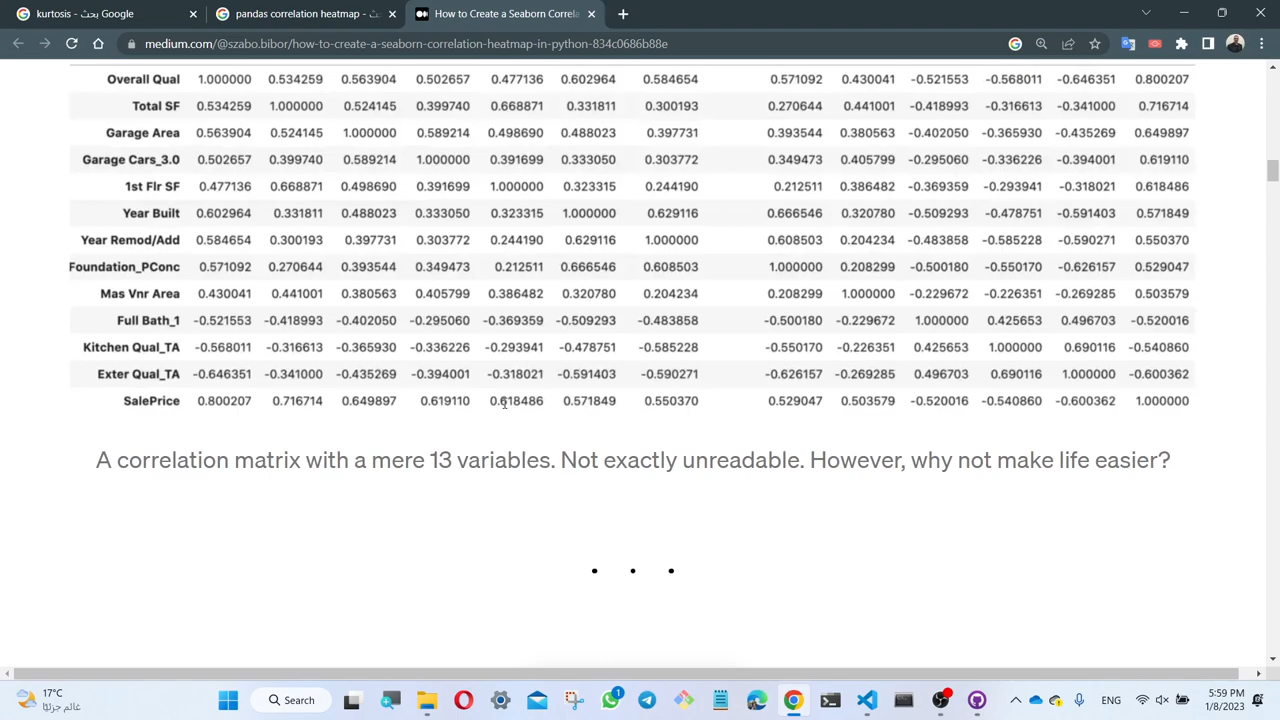 kurtosis - بحث Google
pandas correlation heatmap - بحث
How to Create a Seaborn Correla
medium.com/@szabo.bibor/how-to-create-a-seaborn-correlation-heatmap-in-python-834c0686b88e
Overall Qual 1.000000 0.534259 0.563904 0.502657 0.477136 0.602964 0.584654 0.571092 0.430041 -0.521553 -0.568011 -0.646351 0.800207
Total SF 0.534259 1.000000 0.524145 0.399740 0.668871 0.331811 0.300193 0.270644 0.441001 -0.418993 -0.316613 -0.341000 0.716714
Garage Area 0.563904 0.524145 1.000000 0.589214 0.498690 0.488023 0.397731 0.393544 0.380563 -0.402050 -0.365930 -0.435269 0.649897
Garage Cars_3.0 0.502657 0.399740 0.589214 1.000000 0.391699 0.333050 0.303772 0.349473 0.405799 -0.295060 -0.336226 -0.394001 0.619110
1st Flr SF 0.477136 0.668871 0.498690 0.391699 1.000000 0.323315 0.244190 0.212511 0.386482 -0.369359 -0.293941 -0.318021 0.618486
Year Built 0.602964 0.331811 0.488023 0.333050 0.323315 1.000000 0.629116 0.666546 0.320780 -0.509293 -0.478751 -0.591403 0.571849
Year Remod/Add 0.584654 0.300193 0.397731 0.303772 0.244190 0.629116 1.000000 0.608503 0.204234 -0.483858 -0.585228 -0.590271 0.550370
Foundation_PConc 0.571092 0.270644 0.393544 0.349473 0.212511 0.666546 0.608503 1.000000 0.208299 -0.500180 -0.550170 -0.626157 0.529047
Mas Vnr Area 0.430041 0.441001 0.380563 0.405799 0.386482 0.320780 0.204234 0.208299 1.000000 -0.229672 -0.226351 -0.269285 0.503579
Full Bath_1 -0.521553 -0.418993 -0.402050 -0.295060 -0.369359 -0.509293 -0.483858 -0.500180 -0.229672 1.000000 0.425653 0.496703 -0.520016
Kitchen Qual_TA -0.568011 -0.316613 -0.365930 -0.336226 -0.293941 -0.478751 -0.585228 -0.550170 -0.226351 0.425653 1.000000 0.690116 -0.540860
Exter Qual_TA -0.646351 -0.341000 -0.435269 -0.394001 -0.318021 -0.591403 -0.590271 -0.626157 -0.269285 0.496703 0.690116 1.000000 -0.600362
SalePrice 0.800207 0.716714 0.649897 0.619110 0.618486 0.571849 0.550370 0.529047 0.503579 -0.520016 -0.540860 -0.600362 1.000000
A correlation matrix with a mere 13 variables. Not exactly unreadable. However, why not make life easier?
17°C
غائم جزئيًا
Search
1
ENG
5:59 PM
1/8/2023